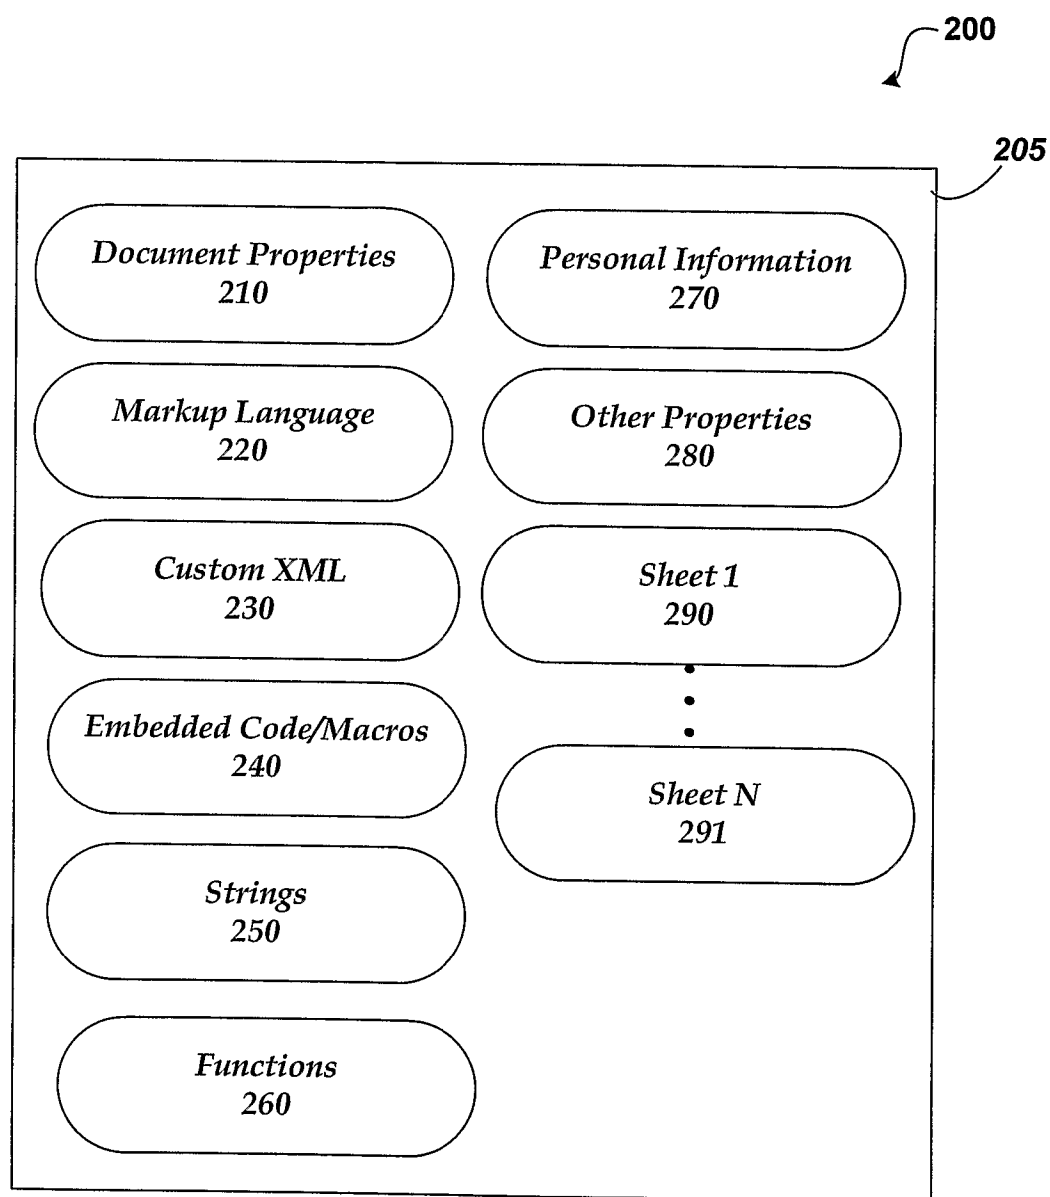 200
205
Document Properties
210
Personal Information
270
Markup Language
220
Other Properties
280
Custom XML
230
Sheet 1
290
Embedded Code/Macros
240
Sheet N
291
Strings
250
Functions
260